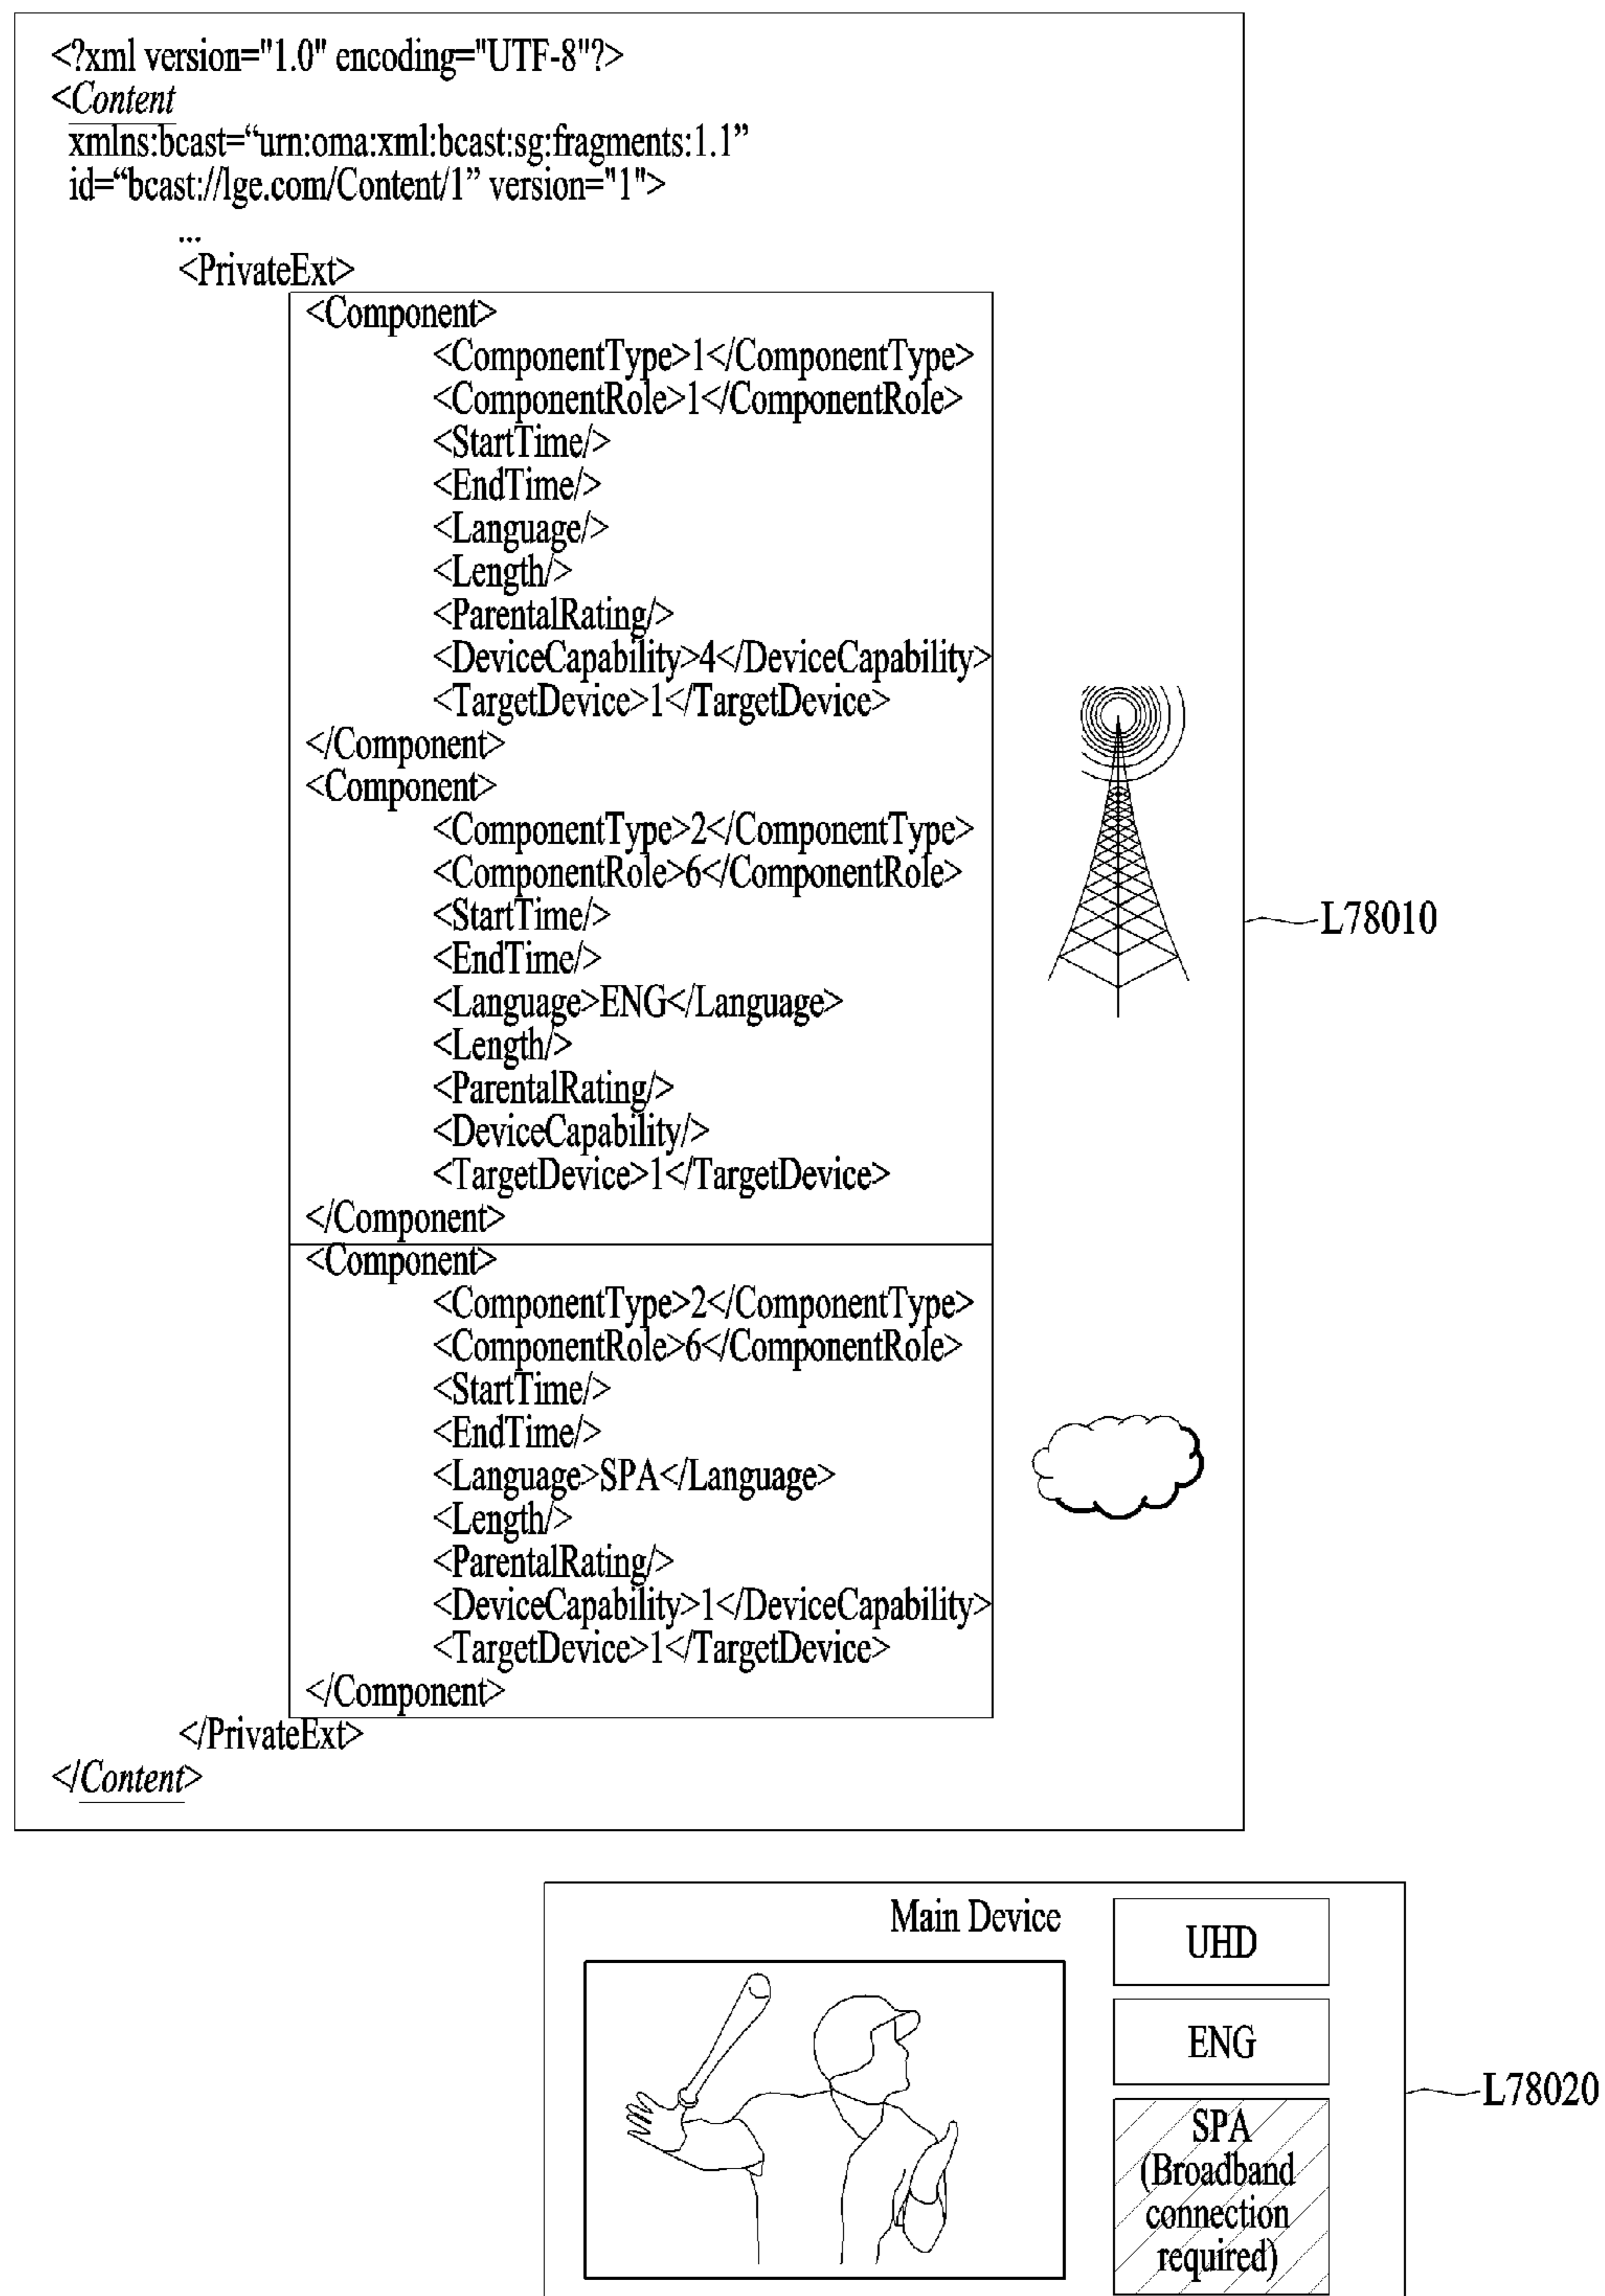 <?xml version="1.0" encoding="UTF-8"?>
<Content
xmlns:bcast=“urn:oma:xml:bcast:sg:fragments:1.1”
id=“bcast://lge.com/Content/1” version="1">
...
<PrivateExt>
<Component>
<ComponentType>1</ComponentType>
<ComponentRole>1</ComponentRole>
<StartTime/>
<EndTime/>
<Language/>
<Length/>
<ParentalRating/>
<DeviceCapability>4</DeviceCapability>
<TargetDevice>1</TargetDevice>
</Component>
<Component>
<ComponentType>2</ComponentType>
<ComponentRole>6</ComponentRole>
<StartTime/>
<EndTime/>
<Language>ENG</Language>
<Length/>
<ParentalRating/>
<DeviceCapability/>
<TargetDevice>1</TargetDevice>
</Component>
<Component>
<ComponentType>2</ComponentType>
<ComponentRole>6</ComponentRole>
<StartTime/>
<EndTime/>
<Language>SPA</Language>
<Length/>
<ParentalRating/>
<DeviceCapability>1</DeviceCapability>
<TargetDevice>1</TargetDevice>
</Component>
</PrivateExt>
</Content>
L78010
Main Device
UHD
ENG
SPA
(Broadband
connection
required)
L78020